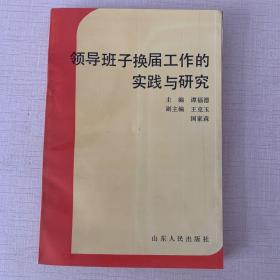 领导班子换届工作的
实践与研究
主 编 谭福德
副主编 王克玉
国家森
山东人民出版社